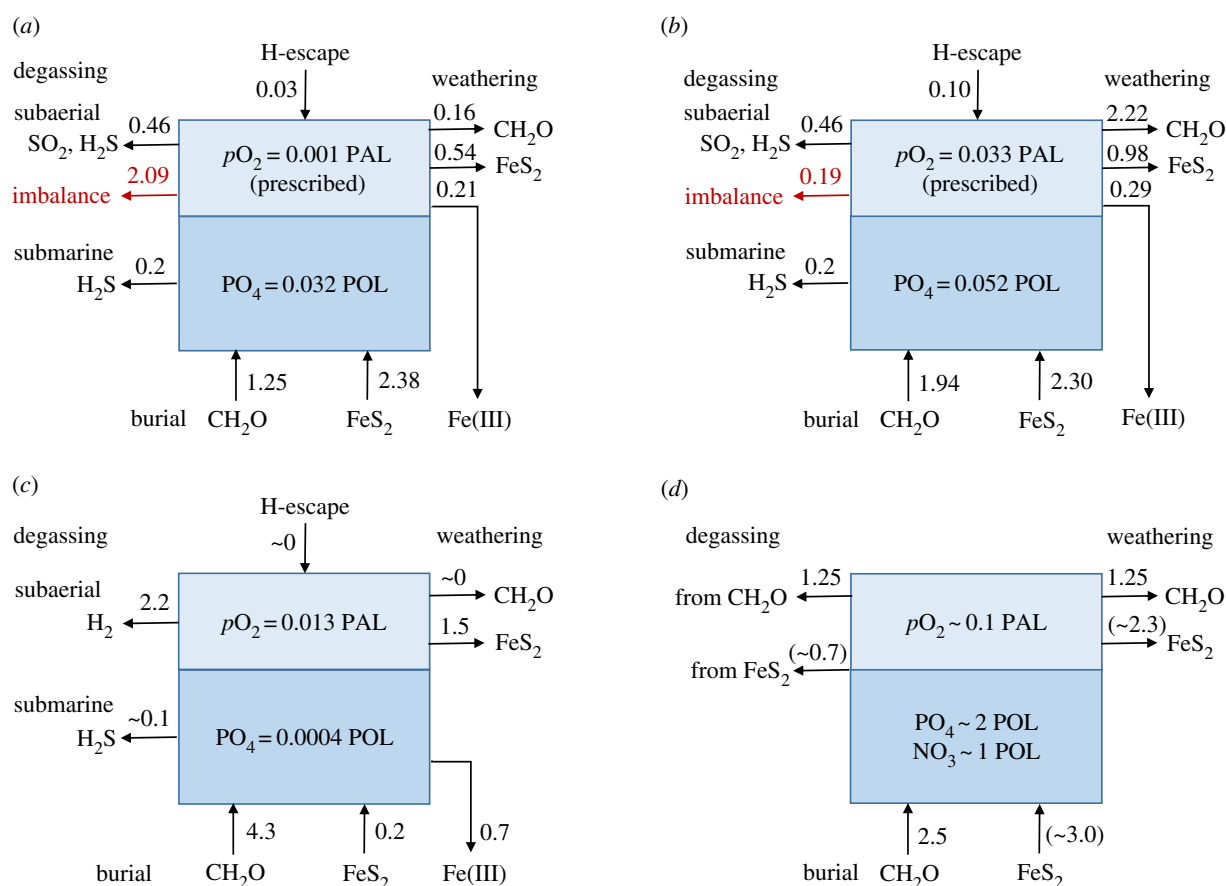 (a)
H-escape
degassing
weathering
0.03
subaerial
0.46
0.16
CH2O
SO2, H2S
pO2 = 0.001 PAL
0.54
FeS2
(prescribed)
imbalance
2.09
0.21
submarine
0.2
H2S
PO4 = 0.032 POL
1.25
2.38
burial
CH2O
FeS2
Fe(III)
(b)
H-escape
degassing
weathering
0.10
subaerial
0.46
2.22
CH2O
SO2, H2S
pO2 = 0.033 PAL
0.98
FeS2
(prescribed)
imbalance
0.19
0.29
submarine
0.2
H2S
PO4 = 0.052 POL
1.94
2.30
burial
CH2O
FeS2
Fe(III)
(c)
H-escape
degassing
weathering
~0
subaerial
~0
CH2O
2.2
H2
pO2 = 0.013 PAL
1.5
FeS2
submarine
~0.1
H2S
PO4 = 0.0004 POL
4.3
0.2
0.7
burial
CH2O
FeS2
Fe(III)
(d)
degassing
weathering
1.25
1.25
from CH2O
CH2O
pO2 ~ 0.1 PAL
(~2.3)
FeS2
(~0.7)
from FeS2
PO4 ~ 2 POL
NO3 ~ 1 POL
2.5
(~3.0)
burial
CH2O
FeS2